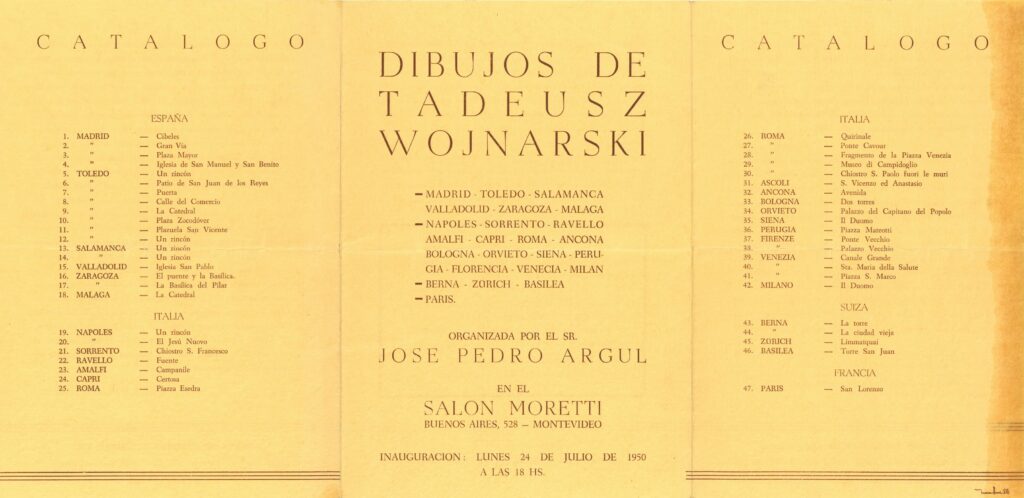 CATALOGO
ESPAÑA
1. MADRID — Cibeles
2. " — Gran Vía
3. " — Plaza Mayor
4. " — Iglesia de San Manuel y San Benito
5. TOLEDO — Un rincón
6. " — Patio de San Juan de los Reyes
7. " — Puerta
8. " — Calle del Comercio
9. " — La Catedral
10. " — Plaza Zocodóver
11. " — Plazuela San Vicente
12. " — Un rincón
13. SALAMANCA — Un rincón
14. " — Un rincón
15. VALLADOLID — Iglesia San Pablo
16. ZARAGOZA — El puente y la Basílica.
17. " — La Basílica del Pilar
18. MALAGA — La Catedral
ITALIA
19. NAPOLES — Un rincón
20. " — El Jesú Nuovo
21. SORRENTO — Chiostro S. Francesco
22. RAVELLO — Fuente
23. AMALFI — Campanile
24. CAPRI — Certosa
25. ROMA — Piazza Esedra
DIBUJOS DE
TADEUSZ
WOJNARSKI
— MADRID - TOLEDO - SALAMANCA
VALLADOLID - ZARAGOZA - MALAGA
— NAPOLES - SORRENTO - RAVELLO
AMALFI - CAPRI - ROMA - ANCONA
BOLOGNA - ORVIETO - SIENA - PERU-
GIA - FLORENCIA - VENECIA - MILAN
— BERNA - ZÜRICH - BASILEA
— PARIS.
ORGANIZADA POR EL SR.
JOSE PEDRO ARGUL
EN EL
SALON MORETTI
BUENOS AIRES, 528 — MONTEVIDEO
INAUGURACION: LUNES 24 DE JULIO DE 1950
A LAS 18 HS.
CATALOGO
ITALIA
26. ROMA — Quirinale
27. " — Ponte Cavour
28. " — Fragmento de la Piazza Venezia
29. " — Museo di Campidoglio
30. " — Chiostro S. Paolo fuori le muri
31. ASCOLI — S. Vicenzo ed Anastasio
32. ANCONA — Avenida
33. BOLOGNA — Dos torres
34. ORVIETO — Palazzo del Capitano del Popolo
35. SIENA — Il Duomo
36. PERUGIA — Piazza Mateotti
37. FIRENZE — Ponte Vecchio
38. " — Palazzo Vecchio
39. VENEZIA — Canale Grande
40. " — Sta. Maria della Salute
41. " — Piazza S. Marco
42. MILANO — Il Duomo
SUIZA
43. BERNA — La torre
44. " — La ciudad vieja
45. ZÜRICH — Limmatquai
46. BASILEA — Torre San Juan
FRANCIA
47. PARIS — San Lorenzo